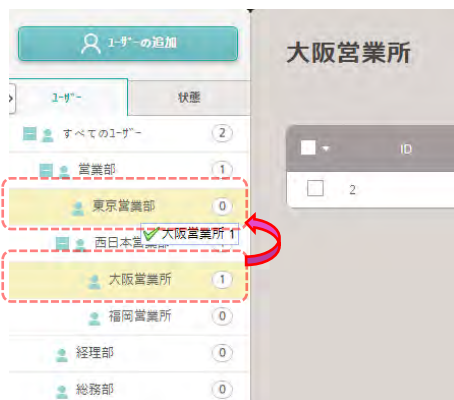 ユーザーの追加
大阪営業所
ユーザー
状態
すべてのユーザー 2
営業部 1
ID
東京営業部 0
2
大阪営業所 1
西日本営業部
大阪営業所 1
福岡営業所 0
経理部 0
総務部 0